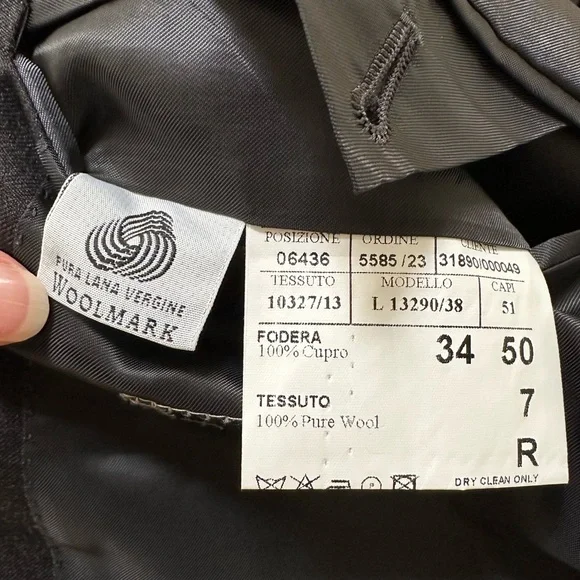 PURA LANA VERGINE
WOOLMARK
POSIZIONE ORDINE CLIENTE
06436 5585 /23 31890/000049
TESSUTO MODELLO CAPI
10327/13 L 13290/38 51
FODERA 34 50
100% Cupro
TESSUTO 7
100% Pure Wool
R
DRY CLEAN ONLY